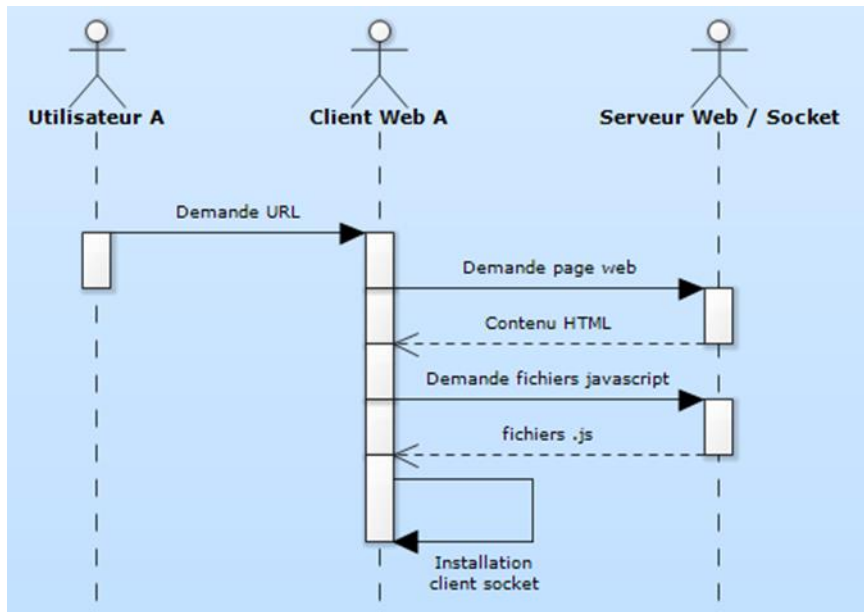 Utilisateur A
Client Web A
Serveur Web / Socket
Demande URL
Demande page web
Contenu HTML
Demande fichiers javascript
fichiers .js
Installation
client socket